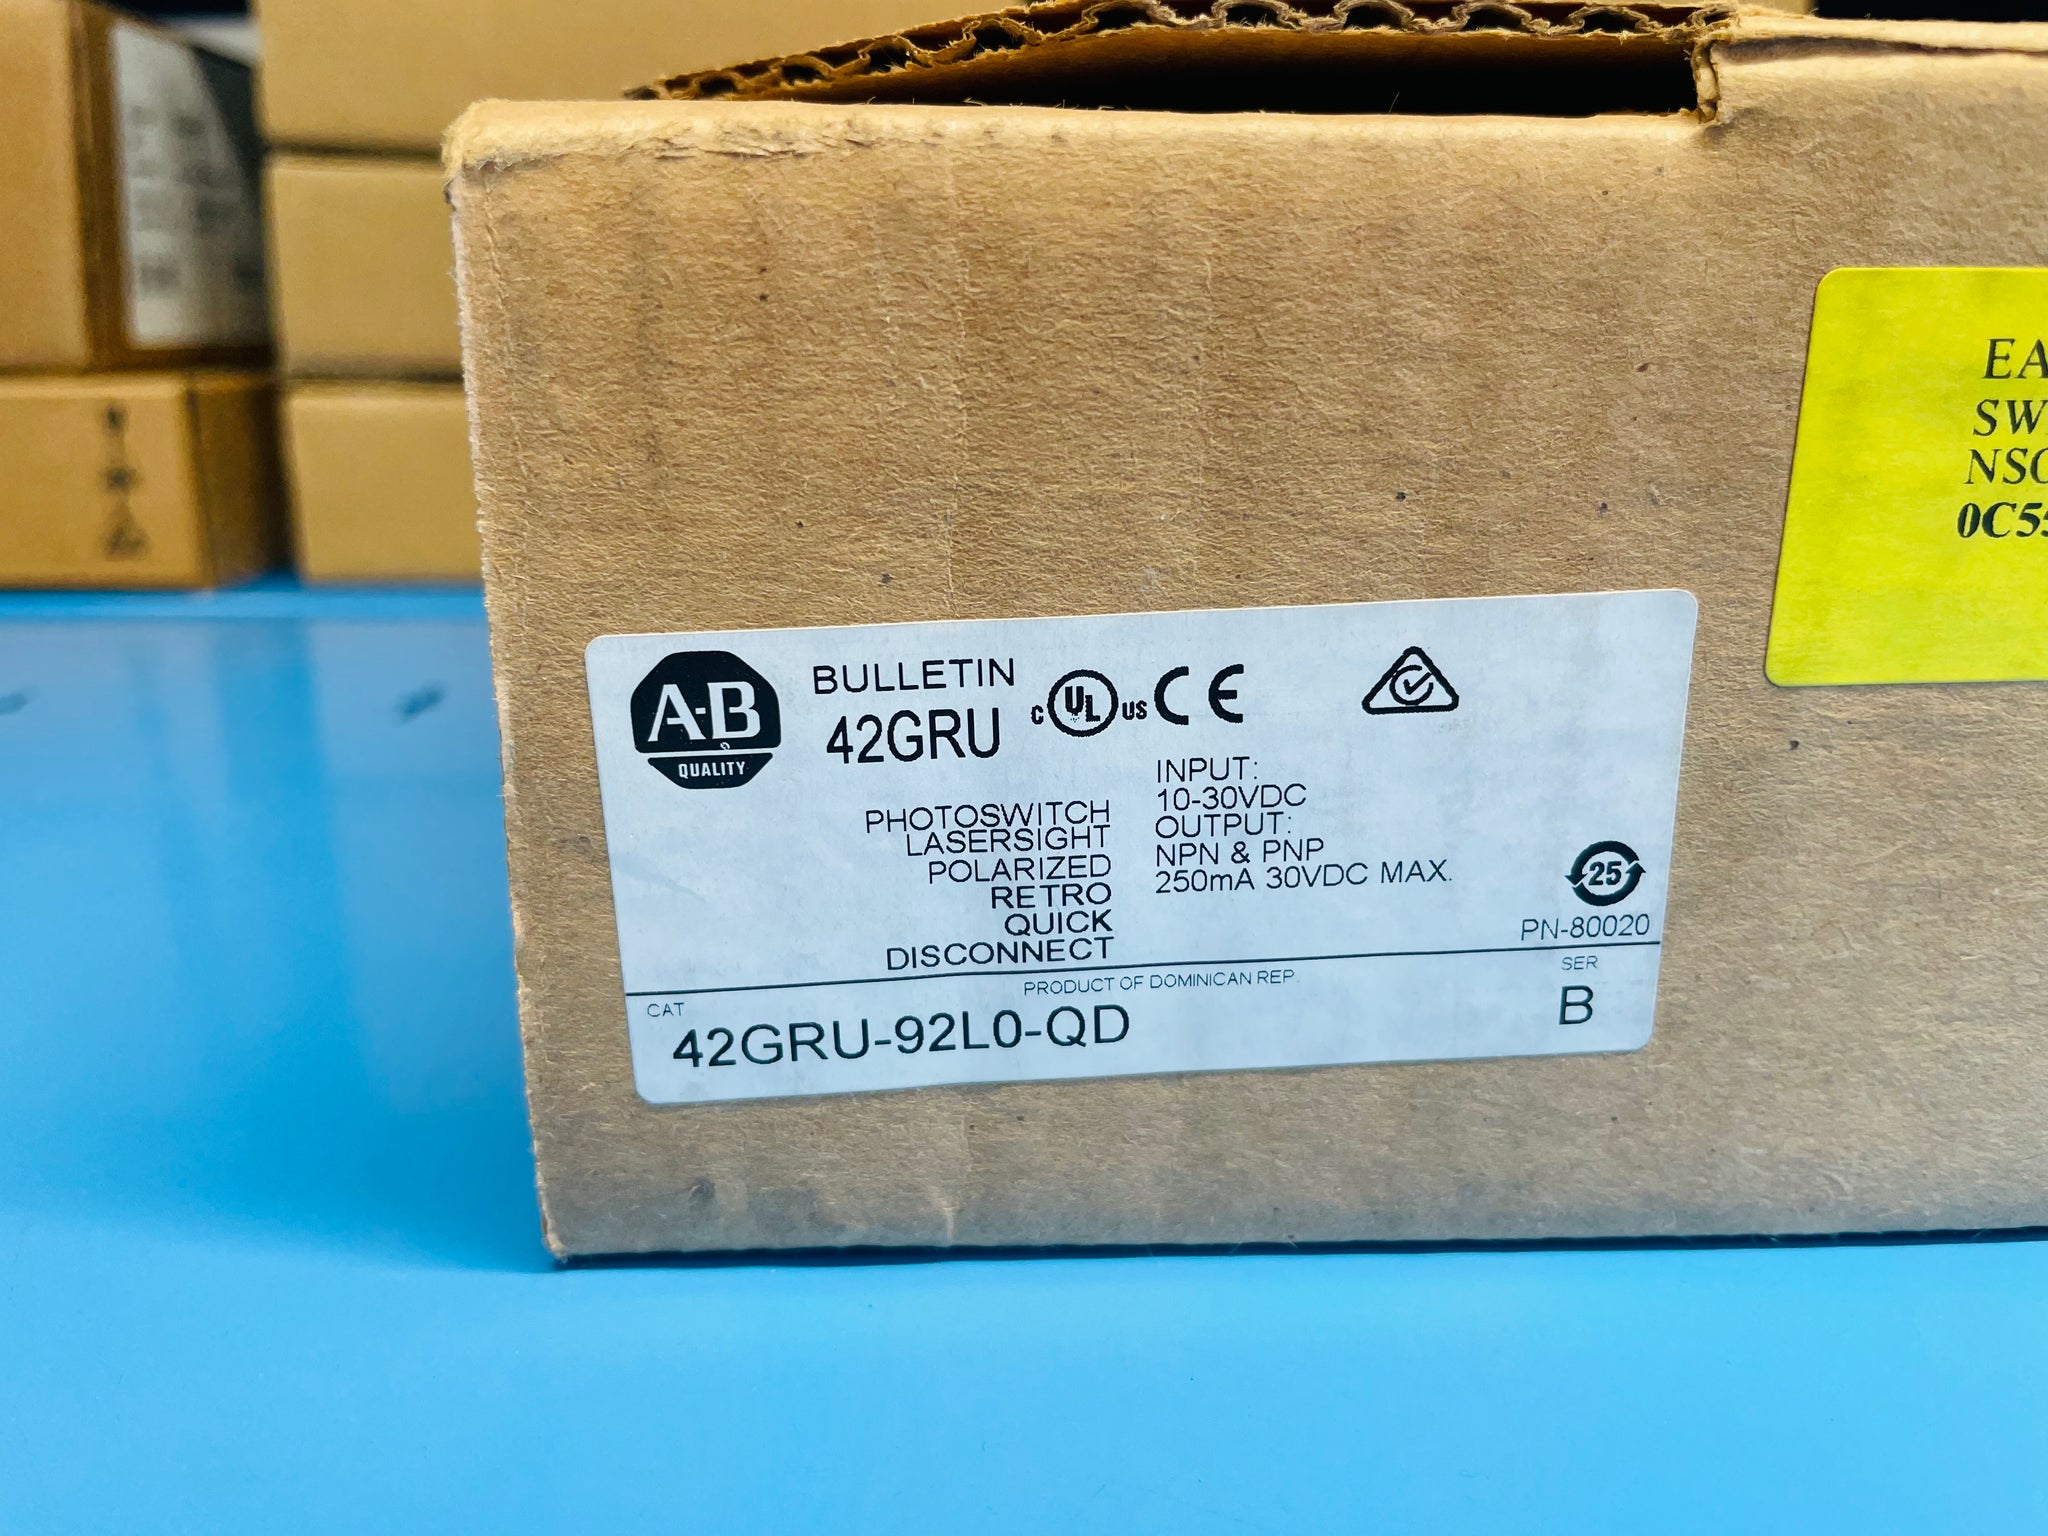 A-B
QUALITY
BULLETIN
42GRU
C UL US CE
PHOTOSWITCH
LASERSIGHT
POLARIZED
RETRO
QUICK
DISCONNECT
INPUT:
10-30VDC
OUTPUT:
NPN & PNP
250mA 30VDC MAX.
25
PN-80020
PRODUCT OF DOMINICAN REP.
CAT
42GRU-92L0-QD
SER
B
EA
SW
NSC
0C55